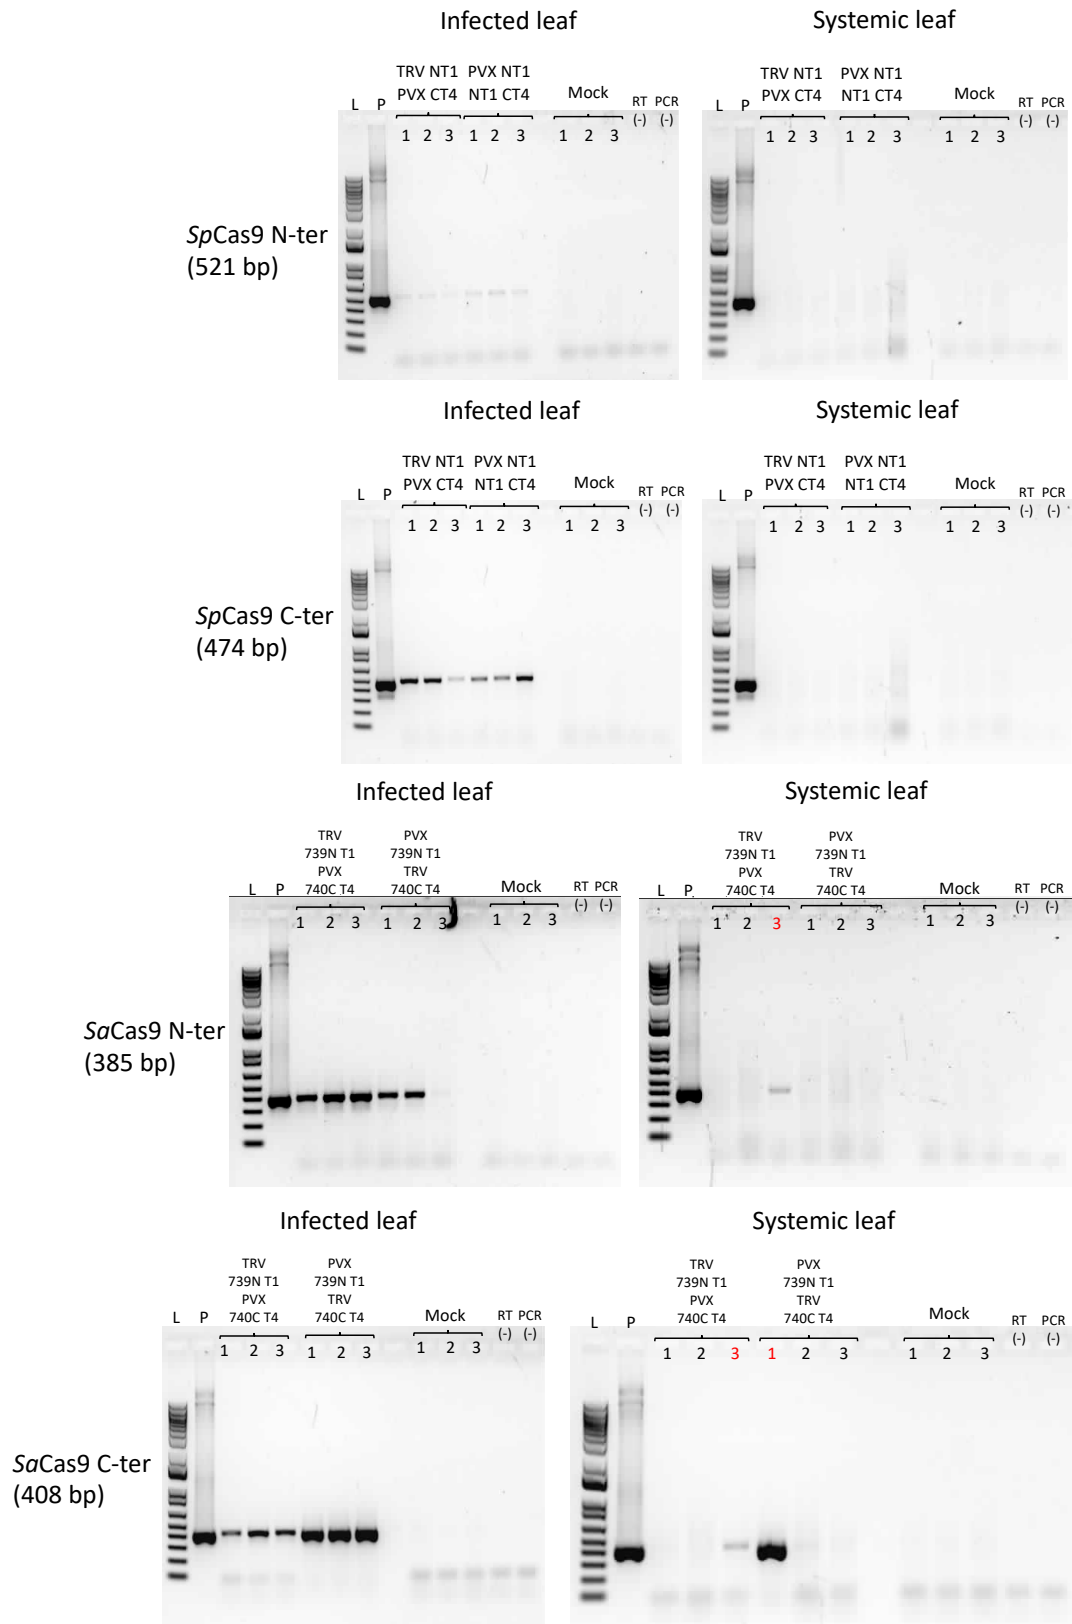 Infected leaf
Systemic leaf
TRV NT1
PVX CT4
PVX NT1
NT1 CT4
Mock
RT
(-)
PCR
(-)
L
P
1 2 3 1 2 3 1 2 3
TRV NT1
PVX CT4
PVX NT1
NT1 CT4
Mock
RT
(-)
PCR
(-)
L
P
1 2 3 1 2 3 1 2 3
SpCas9 N-ter
(521 bp)
Infected leaf
Systemic leaf
TRV NT1
PVX CT4
PVX NT1
NT1 CT4
Mock
RT
(-)
PCR
(-)
L
P
1 2 3 1 2 3 1 2 3
TRV NT1
PVX CT4
PVX NT1
NT1 CT4
Mock
RT
(-)
PCR
(-)
L
P
1 2 3 1 2 3 1 2 3
SpCas9 C-ter
(474 bp)
Infected leaf
Systemic leaf
TRV
739N T1
PVX
740C T4
PVX
739N T1
TRV
740C T4
Mock
RT
(-)
PCR
(-)
L
P
1 2 3 1 2 3 1 2 3
TRV
739N T1
PVX
740C T4
PVX
739N T1
TRV
740C T4
Mock
RT
(-)
PCR
(-)
L
P
1 2 3 1 2 3 1 2 3
SaCas9 N-ter
(385 bp)
Infected leaf
Systemic leaf
TRV
739N T1
PVX
740C T4
PVX
739N T1
TRV
740C T4
Mock
RT
(-)
PCR
(-)
L
P
1 2 3 1 2 3 1 2 3
TRV
739N T1
PVX
740C T4
PVX
739N T1
TRV
740C T4
Mock
RT
(-)
PCR
(-)
L
P
1 2 3 1 2 3 1 2 3
SaCas9 C-ter
(408 bp)